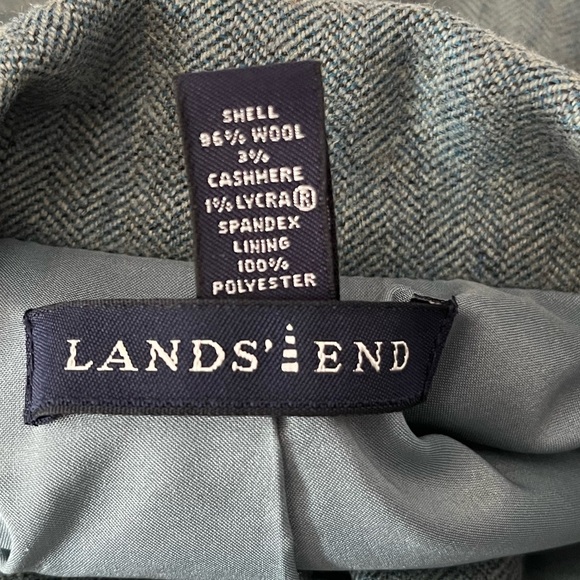 SHELL
96% WOOL
3%
CASHMERE
1% LYCRA®
SPANDEX
LINING
100%
POLYESTER
LANDS' END